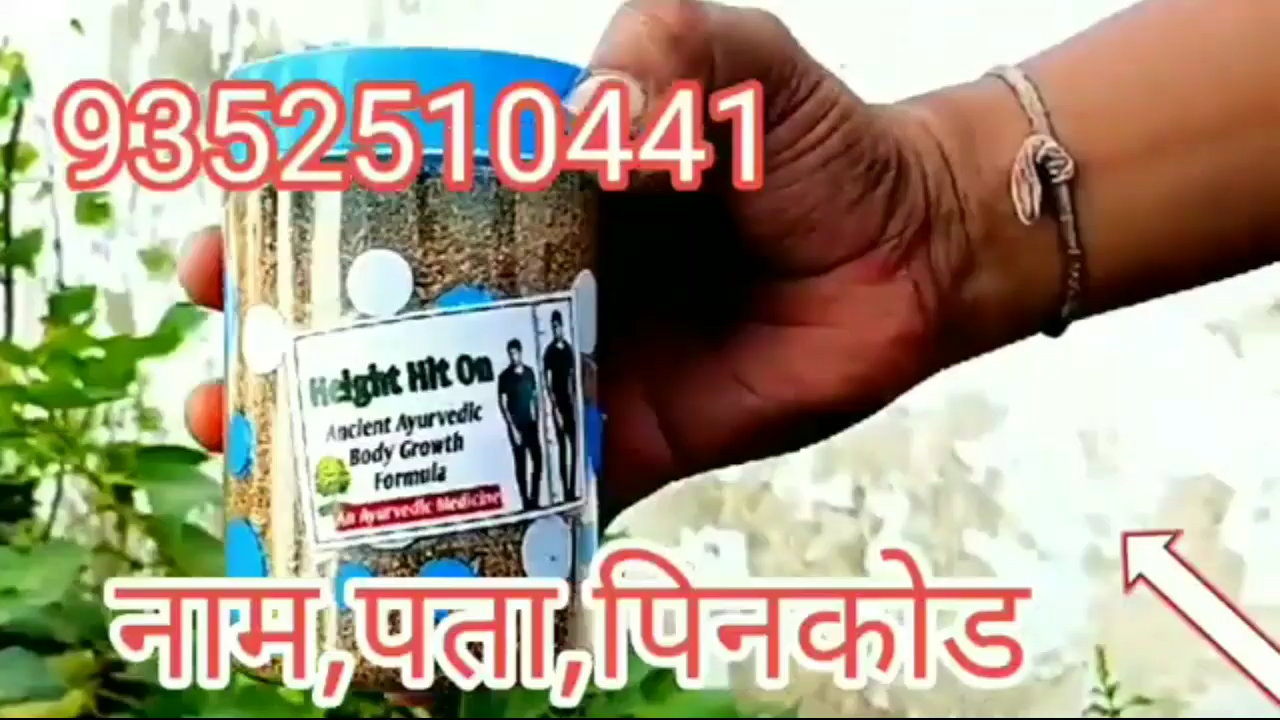 9352510441
Height Hit On
Ancient Ayurvedic
Body Growth
Formula
An Ayurvedic Medicine
नाम,पता,पिनकोड